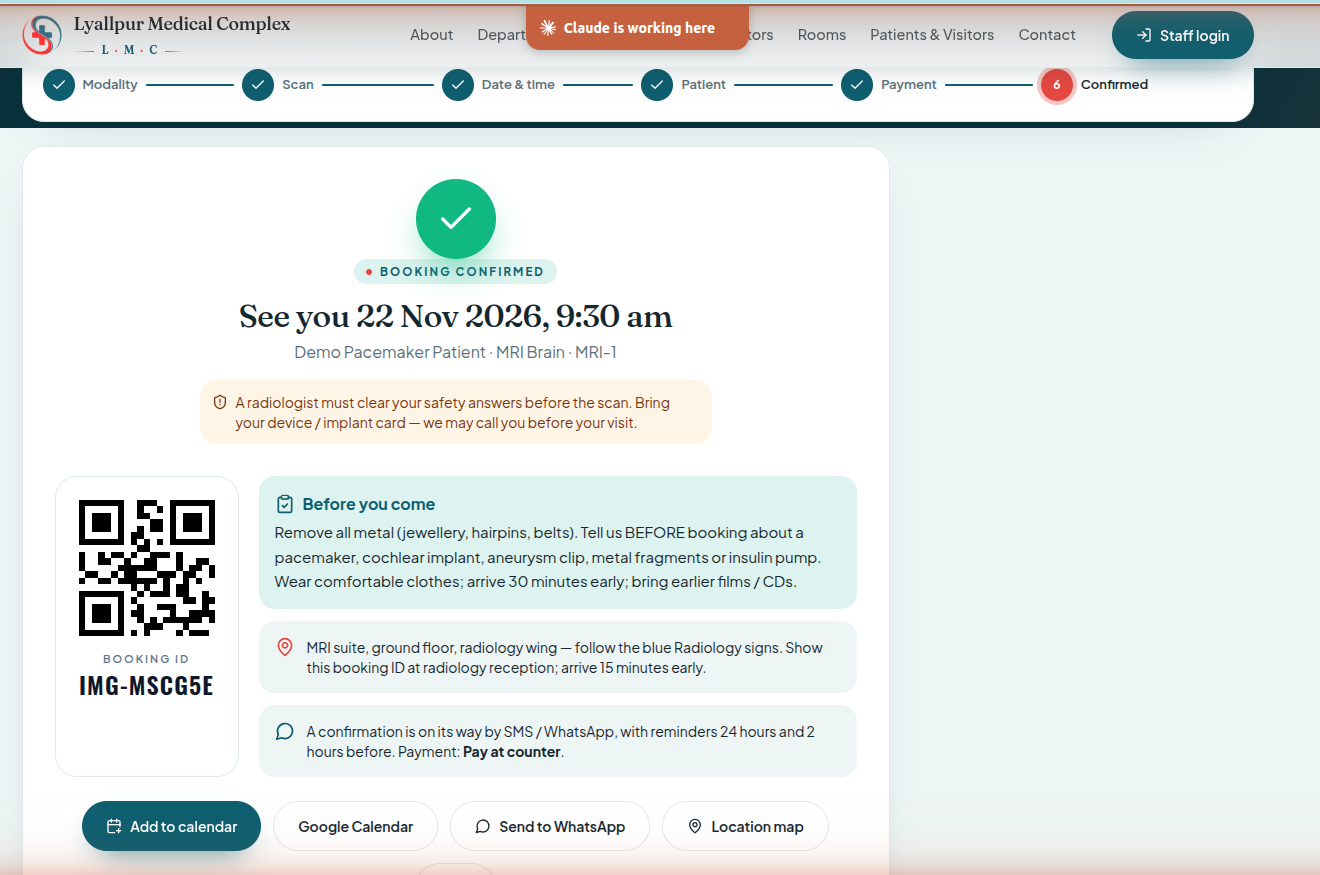 Lyallpur Medical Complex
L · M · C
About
Depart
Claude is working here
tors
Rooms
Patients & Visitors
Contact
Staff login
Modality
Scan
Date & time
Patient
Payment
6
Confirmed
BOOKING CONFIRMED
See you 22 Nov 2026, 9:30 am
Demo Pacemaker Patient · MRI Brain · MRI-1
A radiologist must clear your safety answers before the scan. Bring
your device / implant card — we may call you before your visit.
BOOKING ID
IMG-MSCG5E
Before you come
Remove all metal (jewellery, hairpins, belts). Tell us BEFORE booking about a
pacemaker, cochlear implant, aneurysm clip, metal fragments or insulin pump.
Wear comfortable clothes; arrive 30 minutes early; bring earlier films / CDs.
MRI suite, ground floor, radiology wing — follow the blue Radiology signs. Show
this booking ID at radiology reception; arrive 15 minutes early.
A confirmation is on its way by SMS / WhatsApp, with reminders 24 hours and 2
hours before. Payment: Pay at counter.
Add to calendar
Google Calendar
Send to WhatsApp
Location map